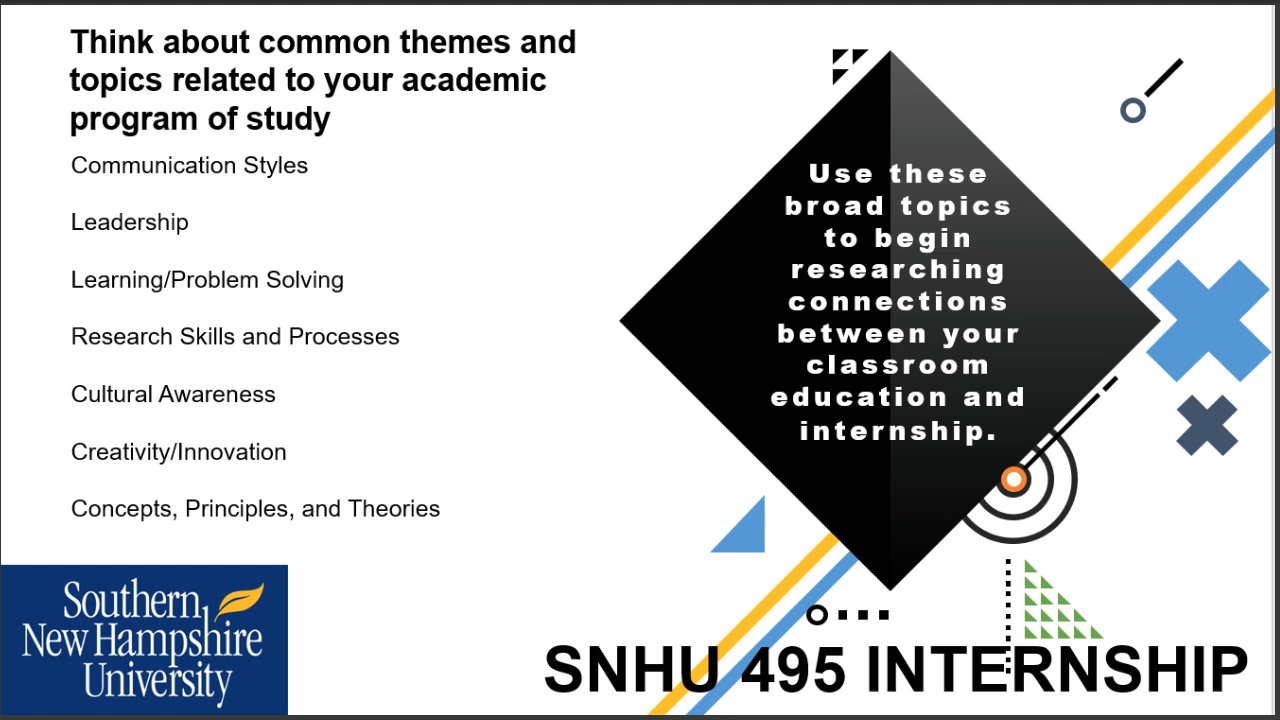 Think about common themes and
topics related to your academic
program of study
Communication Styles
Leadership
Learning/Problem Solving
Research Skills and Processes
Cultural Awareness
Creativity/Innovation
Concepts, Principles, and Theories
Use these
broad topics
to begin
researching
connections
between your
classroom
education and
internship.
Southern
New Hampshire
University
SNHU 495 INTERNSHIP